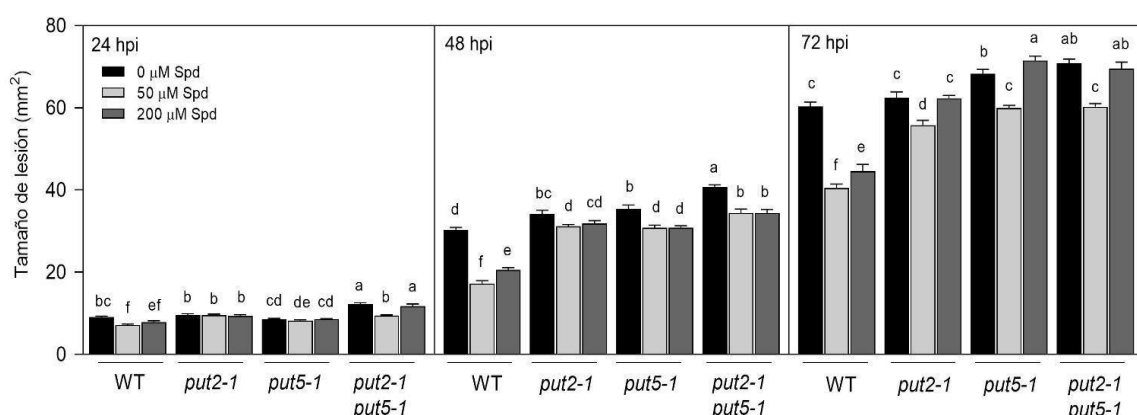 80
60
40
20
0
Tamaño de lesión (mm²)
24 hpi
0 μM Spd
50 μM Spd
200 μM Spd
bc f ef b b b cd de cd a b a
WT put2-1 put5-1 put2-1
put5-1
48 hpi
d f e bc d cd b d d a b b
WT put2-1 put5-1 put2-1
put5-1
72 hpi
c f e c d c b c a ab c ab
WT put2-1 put5-1 put2-1
put5-1